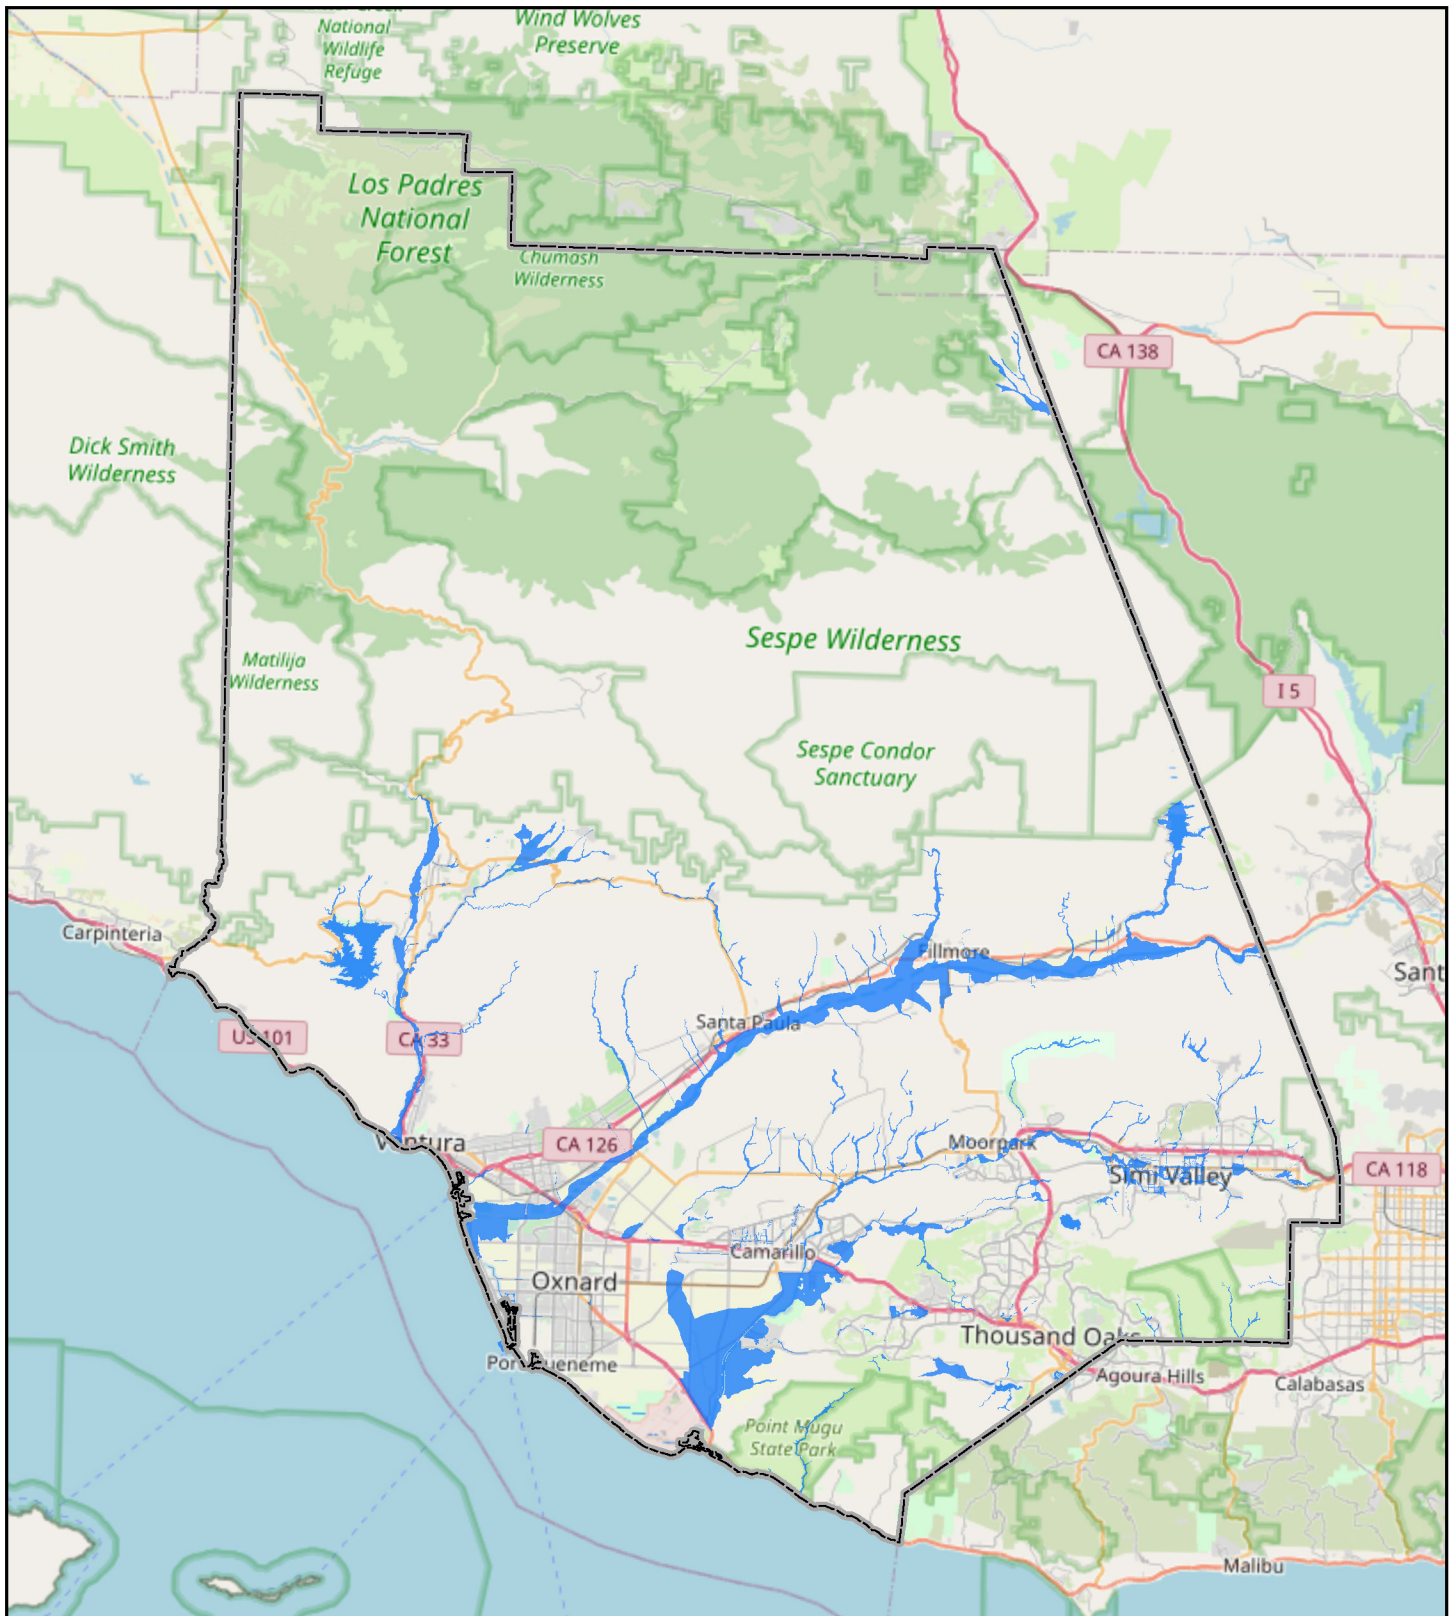 National
Wildlife
Refuge
Wind Wolves
Preserve
Los Padres
National
Forest
Chumash
Wilderness
CA 138
Dick Smith
Wilderness
Sespe Wilderness
Matilija
Wilderness
I 5
Sespe Condor
Sanctuary
Carpinteria
Fillmore
Sant
US 101
CA 33
Santa Paula
Ventura
CA 126
Moorpark
Simi Valley
CA 118
Camarillo
Oxnard
Thousand Oaks
Port Hueneme
Agoura Hills
Calabasas
Point Mugu
State Park
Malibu